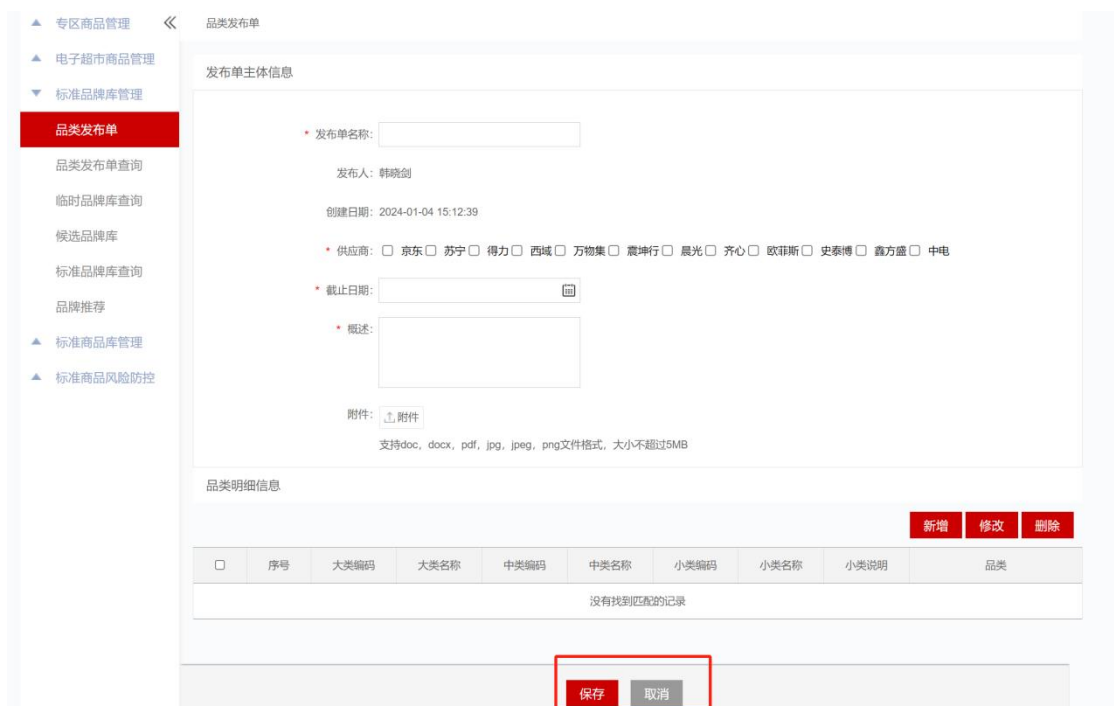 专区商品管理
电子超市商品管理
标准品牌库管理
品类发布单
品类发布单查询
临时品牌库查询
候选品牌库
标准品牌库查询
品牌推荐
标准商品库管理
标准商品风险防控
品类发布单
发布单主体信息
* 发布单名称:
发布人: 韩晓剑
创建日期: 2024-01-04 15:12:39
* 供应商: 京东 苏宁 得力 西域 万物集 震坤行 晨光 齐心 欧菲斯 史泰博 鑫方盛 中电
* 截止日期:
* 概述:
附件: 附件
支持doc, docx, pdf, jpg, jpeg, png文件格式, 大小不超过5MB
品类明细信息
新增 修改 删除
序号 大类编码 大类名称 中类编码 中类名称 小类编码 小类名称 小类说明 品类
没有找到匹配的记录
保存 取消